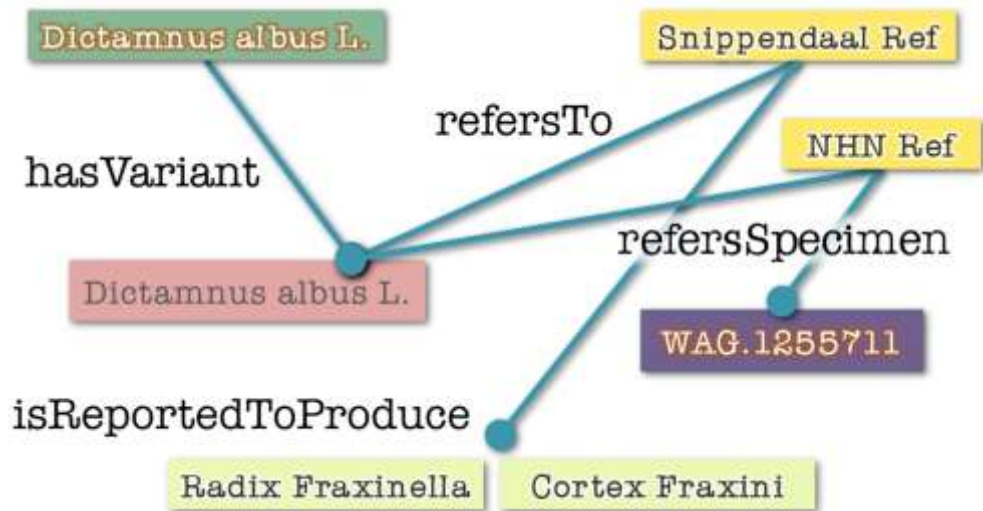 Dictamnus albus L.
Snippendaal Ref
refersTo
NHN Ref
hasVariant
refersSpecimen
Dictamnus albus L.
WAG.1255711
isReportedToProduce
Radix Fraxinella
Cortex Fraxini